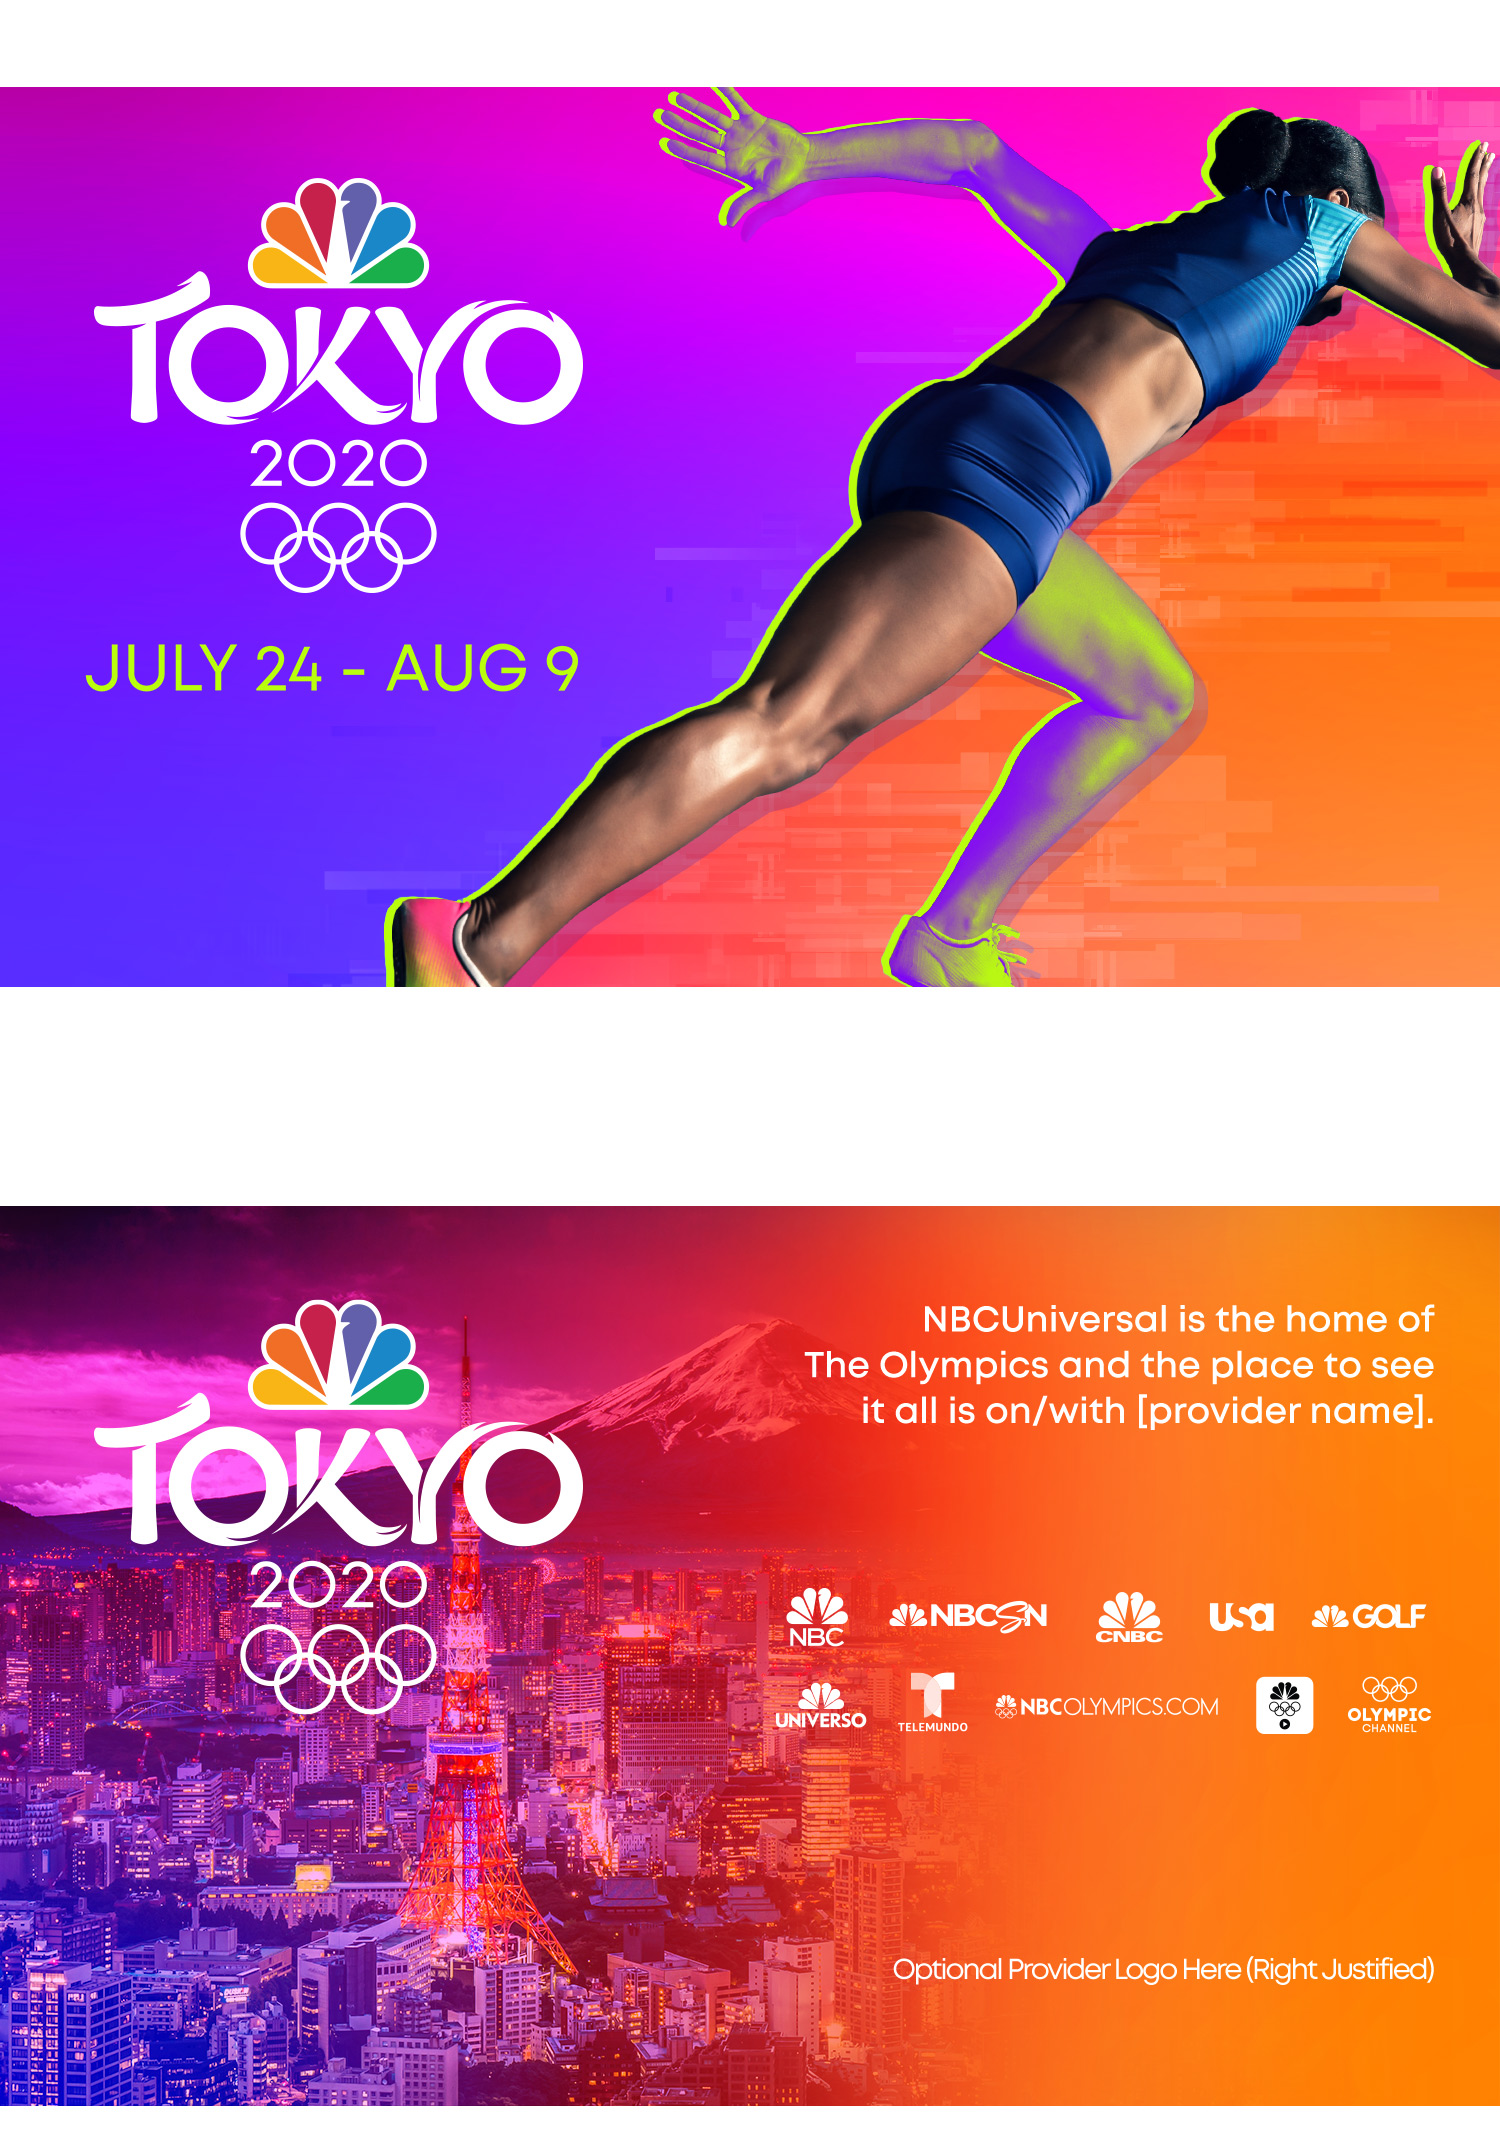 TOKYO
2020
JULY 24 - AUG 9
TOKYO
2020
NBCUniversal is the home of
The Olympics and the place to see
it all is on/with [provider name].
NBC NBCSN CNBC usa GOLF
UNIVERSO TELEMUNDO NBCOLYMPICS.COM OLYMPIC CHANNEL
Optional Provider Logo Here (Right Justified)